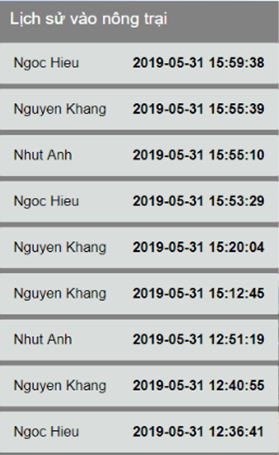 Lịch sử vào nông trại
Ngoc Hieu 2019-05-31 15:59:38
Nguyen Khang 2019-05-31 15:55:39
Nhut Anh 2019-05-31 15:55:10
Ngoc Hieu 2019-05-31 15:53:29
Nguyen Khang 2019-05-31 15:20:04
Nguyen Khang 2019-05-31 15:12:45
Nhut Anh 2019-05-31 12:51:19
Nguyen Khang 2019-05-31 12:40:55
Ngoc Hieu 2019-05-31 12:36:41